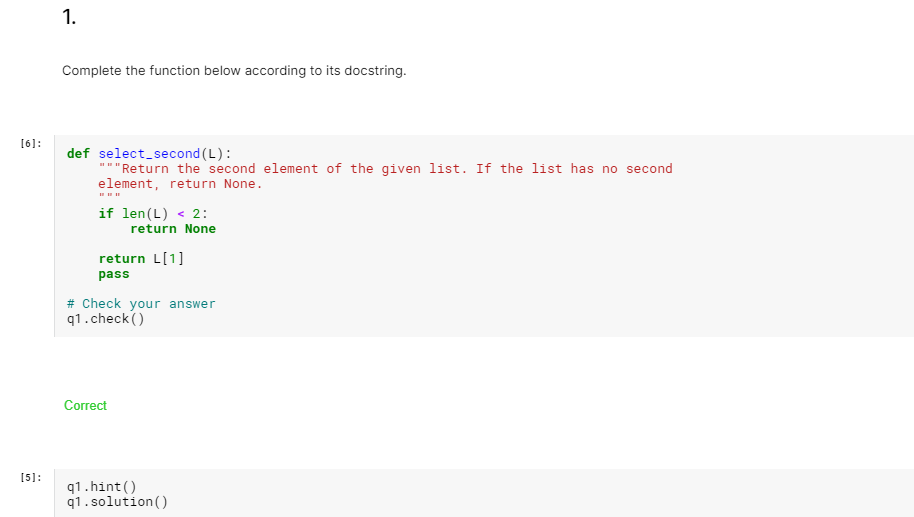 1.
Complete the function below according to its docstring.
[6]:
def select_second(L):
    """Return the second element of the given list. If the list has no second
    element, return None.
    """
    if len(L) < 2:
        return None
    return L[1]
    pass
# Check your answer
q1.check()
Correct
[5]:
q1.hint()
q1.solution()